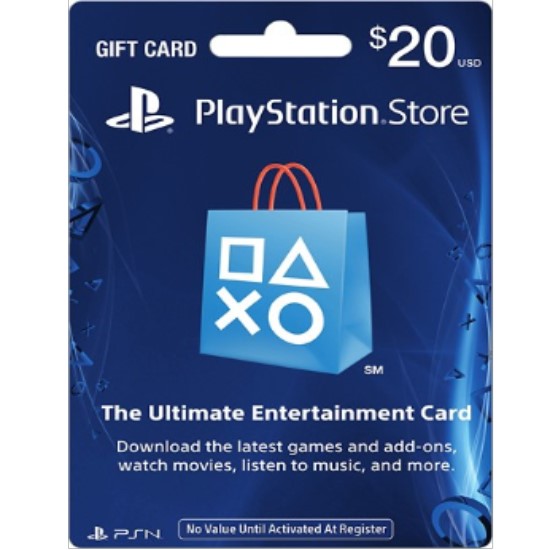 GIFT CARD
$20 USD
PlayStation®Store
SM
The Ultimate Entertainment Card
Download the latest games and add-ons,
watch movies, listen to music, and more.
PSN
No Value Until Activated At Register